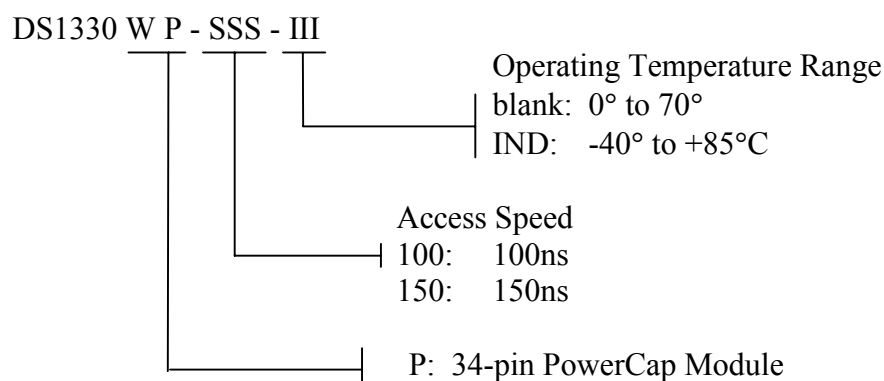 DS1330 W P - SSS - III
Operating Temperature Range
blank: 0° to 70°
IND: -40° to +85°C
Access Speed
100: 100ns
150: 150ns
P: 34-pin PowerCap Module